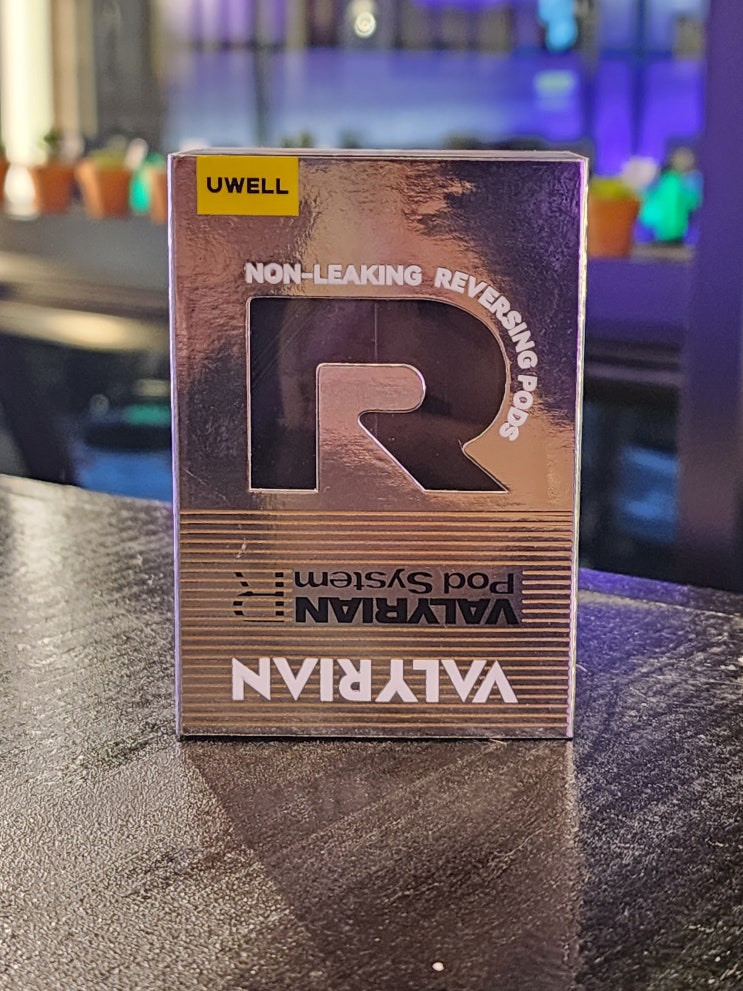 UWELL
NON-LEAKING REVERSING PODS
R
VALYRIAN
Pod System
R
VALYRIAN